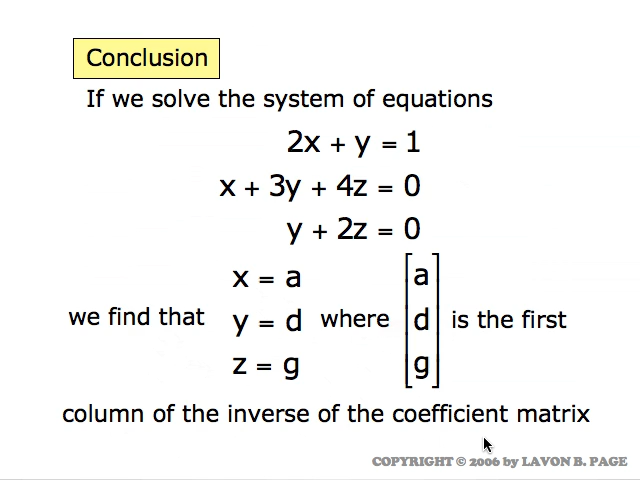 Conclusion
If we solve the system of equations
2x + y = 1
x + 3y + 4z = 0
y + 2z = 0
x = a
we find that y = d where
z = g
a
d is the first
g
column of the inverse of the coefficient matrix
COPYRIGHT © 2006 by LAVON B. PAGE